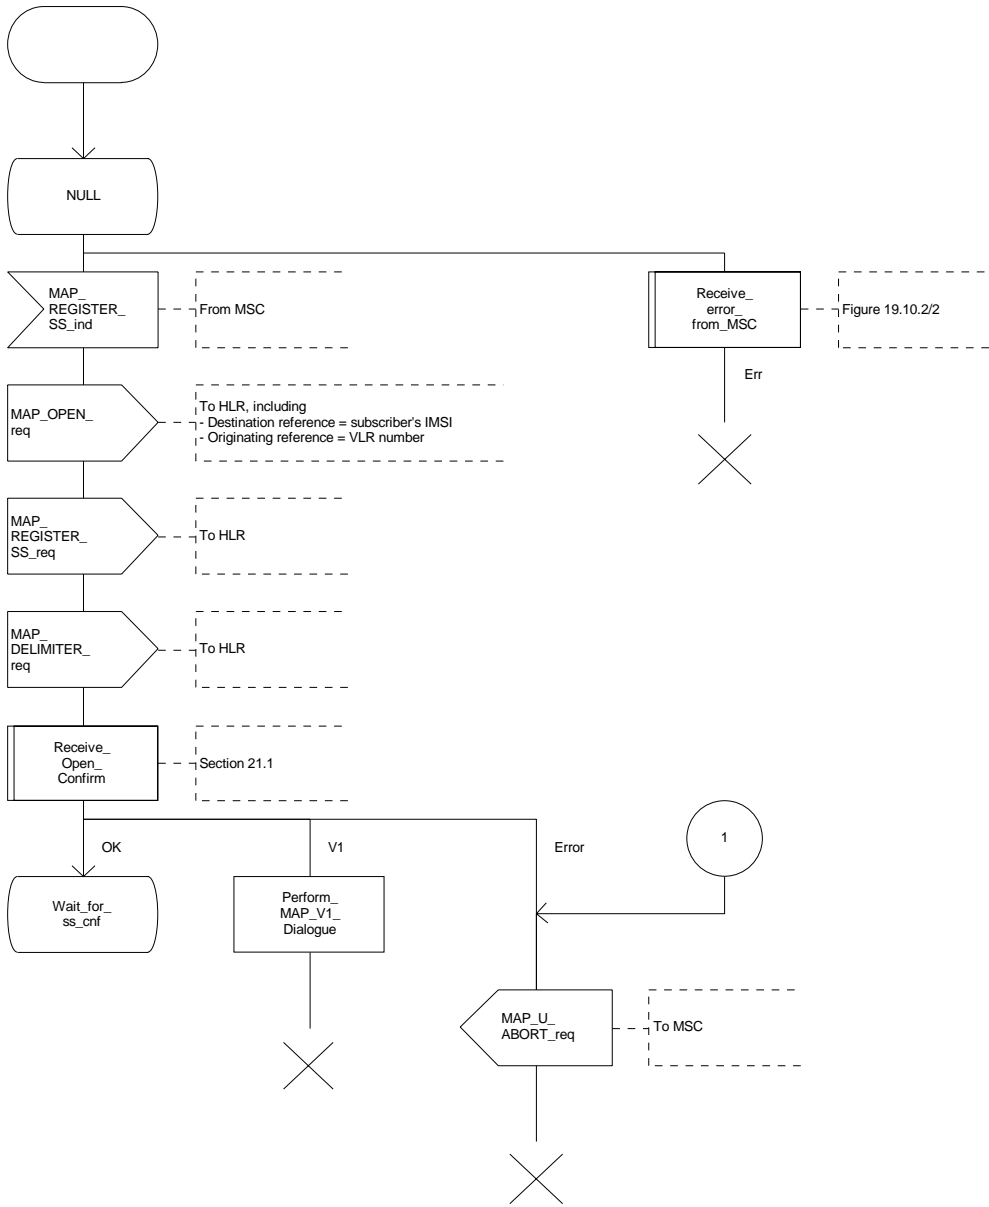 NULL
MAP_
REGISTER_
SS_ind
From MSC
Receive_
error_
from_MSC
Figure 19.10.2/2
Err
MAP_OPEN_
req
To HLR, including
- Destination reference = subscriber's IMSI
- Originating reference = VLR number
MAP_
REGISTER_
SS_req
To HLR
MAP_
DELIMITER_
req
To HLR
Receive_
Open_
Confirm
Section 21.1
OK
V1
Error
1
Wait_for_
ss_cnf
Perform_
MAP_V1_
Dialogue
MAP_U_
ABORT_req
To MSC